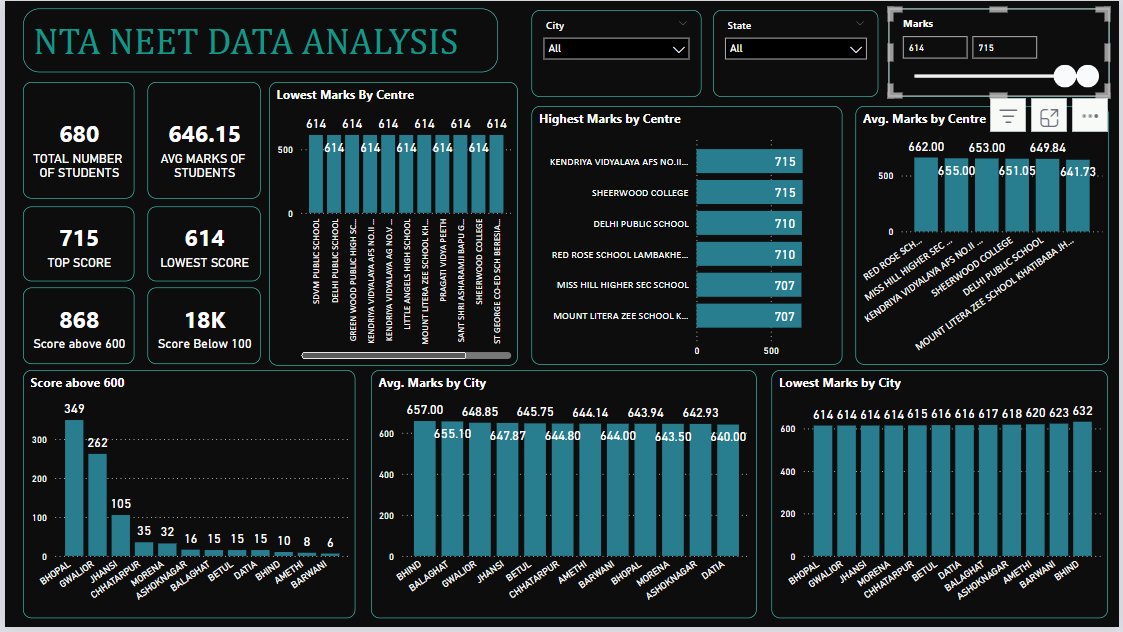 NTA NEET DATA ANALYSIS
City
All
State
All
Marks
614
715
680
TOTAL NUMBER
OF STUDENTS
646.15
AVG MARKS OF
STUDENTS
715
TOP SCORE
614
LOWEST SCORE
868
Score above 600
18K
Score Below 100
Lowest Marks By Centre
614 614 614 614 614 614
614 614 614 614 614
500
0
SDVM PUBLIC SCHOOL
DELHI PUBLIC SCHOOL
GREEN WOOD PUBLIC HIGH SC...
KENDRIYA VIDYALAYA AFS NO.II...
KENDRIYA VIDYALAYA AG NO.V...
LITTLE ANGELS HIGH SCHOOL
MOUNT LITERA ZEE SCHOOL KH...
PRAGATI VIDYA PEETH
SANT SHRI ASHARAMJI BAPU G...
SHERWOOD COLLEGE
ST GEORGE CO-ED SCH BERESIA...
Highest Marks by Centre
KENDRIYA VIDYALAYA AFS NO.II... 715
SHEERWOOD COLLEGE 715
DELHI PUBLIC SCHOOL 710
RED ROSE SCHOOL LAMBAKHE... 710
MISS HILL HIGHER SEC SCHOOL 707
MOUNT LITERA ZEE SCHOOL K... 707
0 500
Avg. Marks by Centre
662.00 653.00 649.84
655.00 651.05 641.73
500
0
RED ROSE SCH...
MISS HILL HIGHER SEC ...
KENDRIYA VIDYALAYA AFS NO.II ...
SHEERWOOD COLLEGE
DELHI PUBLIC SCHOOL
MOUNT LITERA ZEE SCHOOL KHATIBABA JH...
Score above 600
349 262 105 35 32 16 15 15 15 10 8 6
300
200
100
0
BHOPAL
GWALIOR
JHANSI
CHHATARPUR
MORENA
ASHOKNAGAR
BALAGHAT
BETUL
DATIA
BHIND
AMETHI
BARWANI
Avg. Marks by City
657.00 648.85 645.75 644.14 643.94 642.93
655.10 647.87 644.80 644.00 643.50 640.00
600
400
200
0
BHIND
BALAGHAT
GWALIOR
JHANSI
BETUL
CHHATARPUR
AMETHI
BARWANI
BHOPAL
MORENA
ASHOKNAGAR
DATIA
Lowest Marks by City
614 614 614 614 615 616 616 617 618 620 623 632
600
400
200
0
BHOPAL
GWALIOR
JHANSI
MORENA
CHHATARPUR
BETUL
DATIA
BALAGHAT
ASHOKNAGAR
AMETHI
BARWANI
BHIND